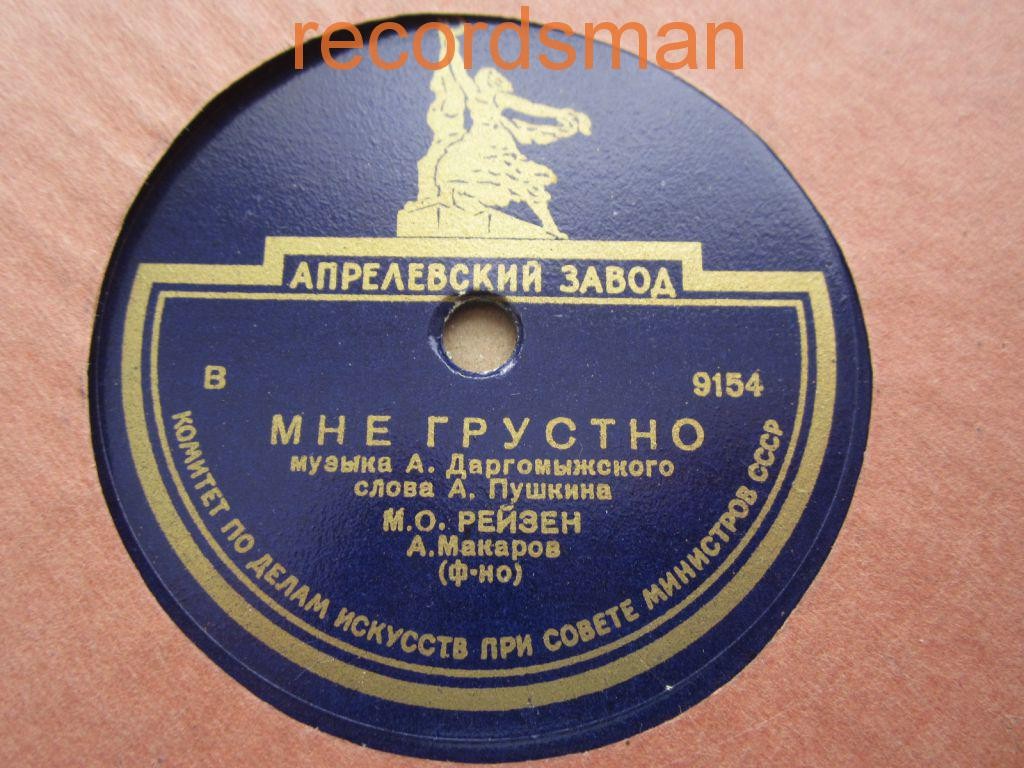 recordsman
АПРЕЛЕВСКИЙ ЗАВОД
В 9154
МНЕ ГРУСТНО
музыка А. Даргомыжского
слова А. Пушкина
М.О. РЕЙЗЕН
А.Макаров
(ф-но)
КОМИТЕТ ПО ДЕЛАМ ИСКУССТВ ПРИ СОВЕТЕ МИНИСТРОВ СССР